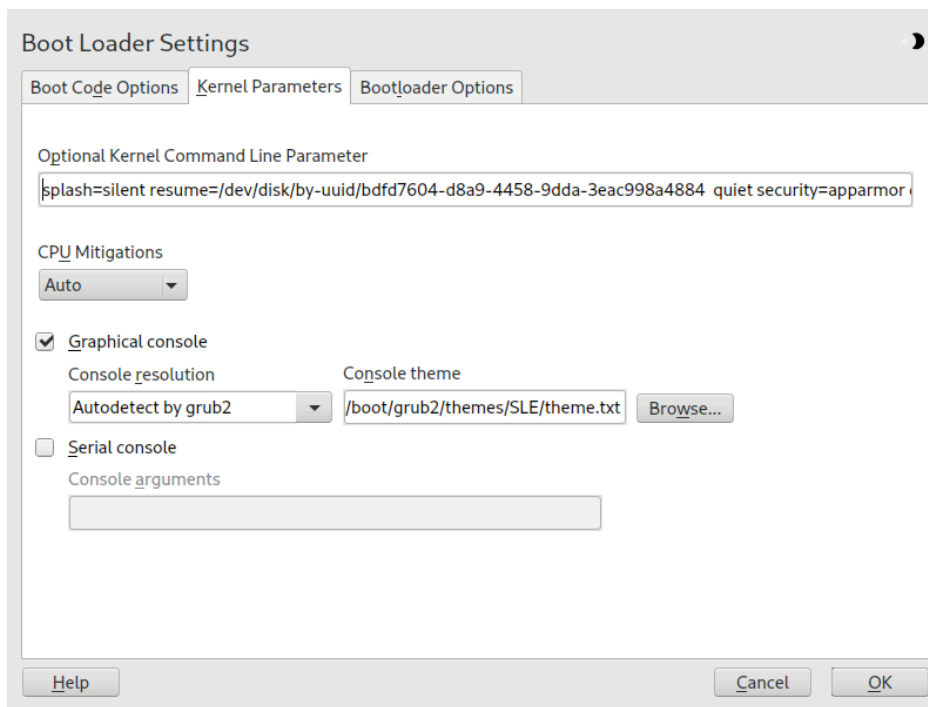 Boot Loader Settings
Boot Code Options Kernel Parameters Bootloader Options
Optional Kernel Command Line Parameter
splash=silent resume=/dev/disk/by-uuid/bdfd7604-d8a9-4458-9dda-3eac998a4884 quiet security=apparmor
CPU Mitigations
Auto
Graphical console
Console resolution Console theme
Autodetect by grub2 /boot/grub2/themes/SLE/theme.txt Browse...
Serial console
Console arguments
Help Cancel OK